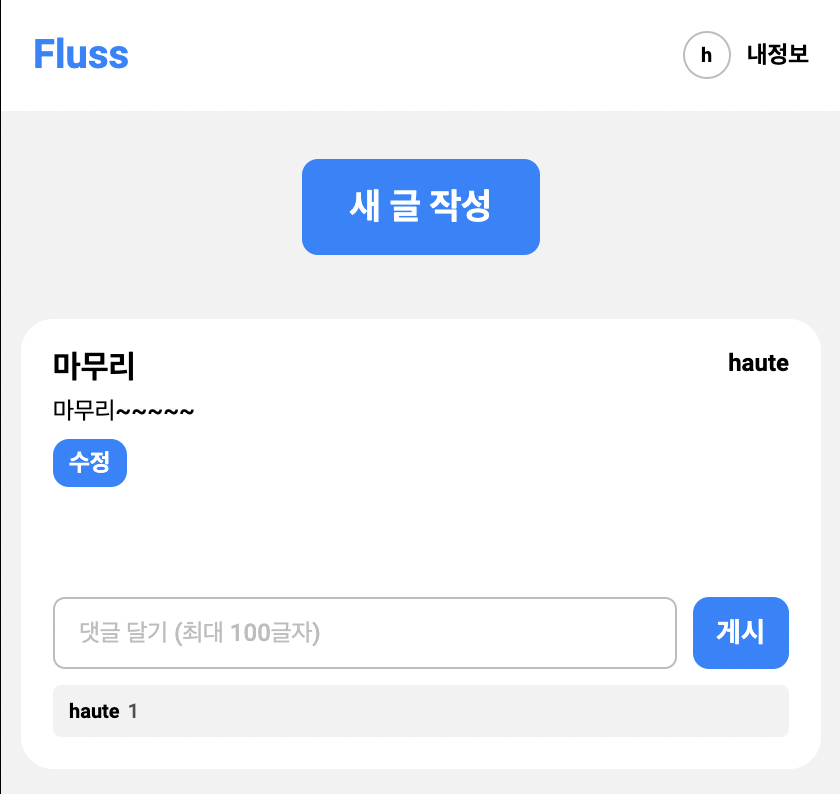 Fluss
h 내정보
새 글 작성
마무리 haute
마무리~~~~~
수정
댓글 달기 (최대 100글자) 게시
haute 1